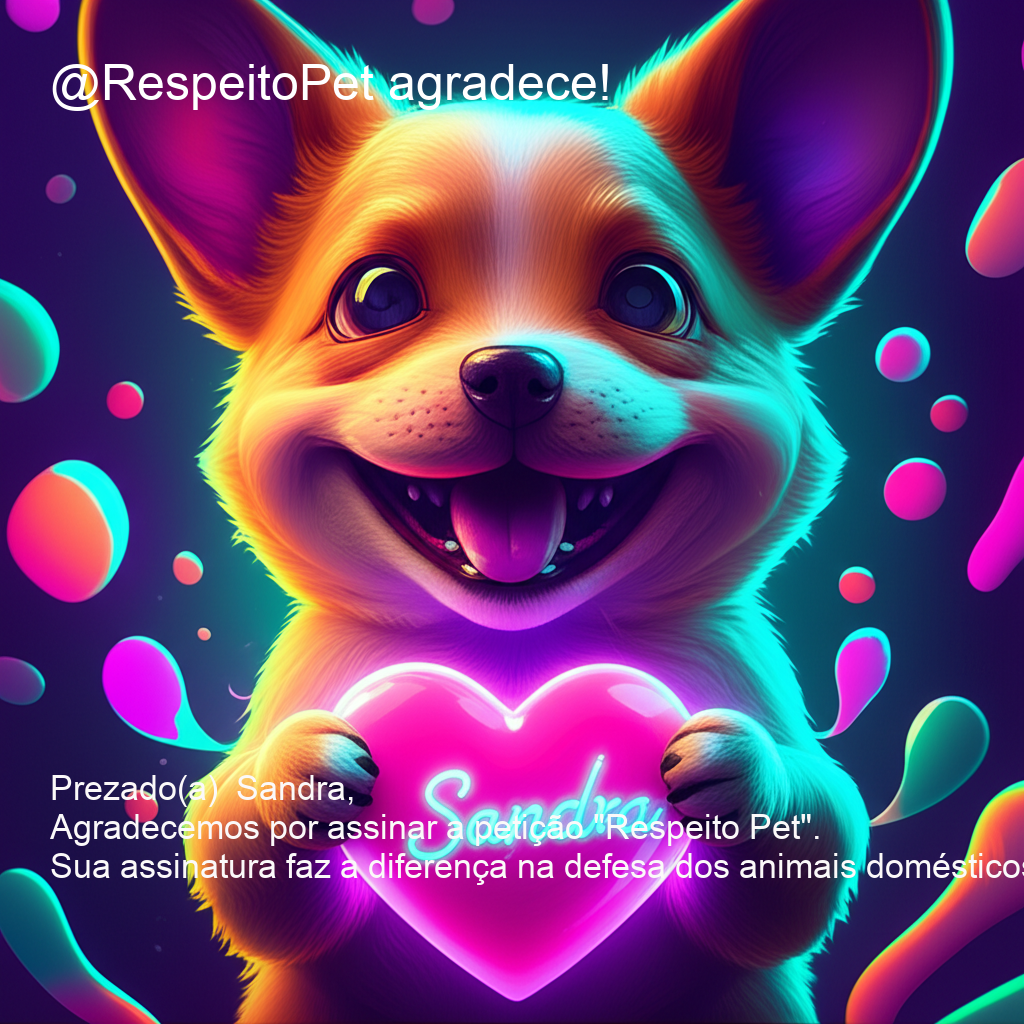 @RespeitoPet agradece!
Prezado(a) Sandra,
Sandra
Agradecemos por assinar a petição "Respeito Pet".
Sua assinatura faz a diferença na defesa dos animais domésticos